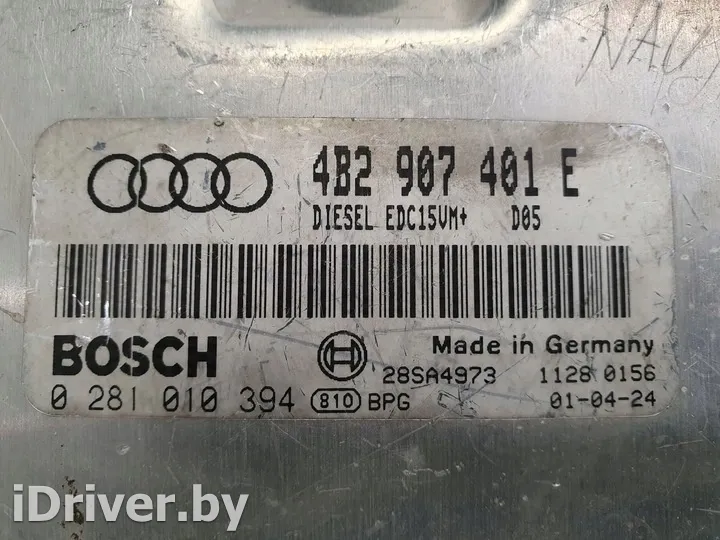 4B2 907 401 E
DIESEL EDC15VM+ D05
BOSCH
Made in Germany
28SA4973 1128 0156
0 281 010 394 810 BPG 01-04-24
iDriver.by